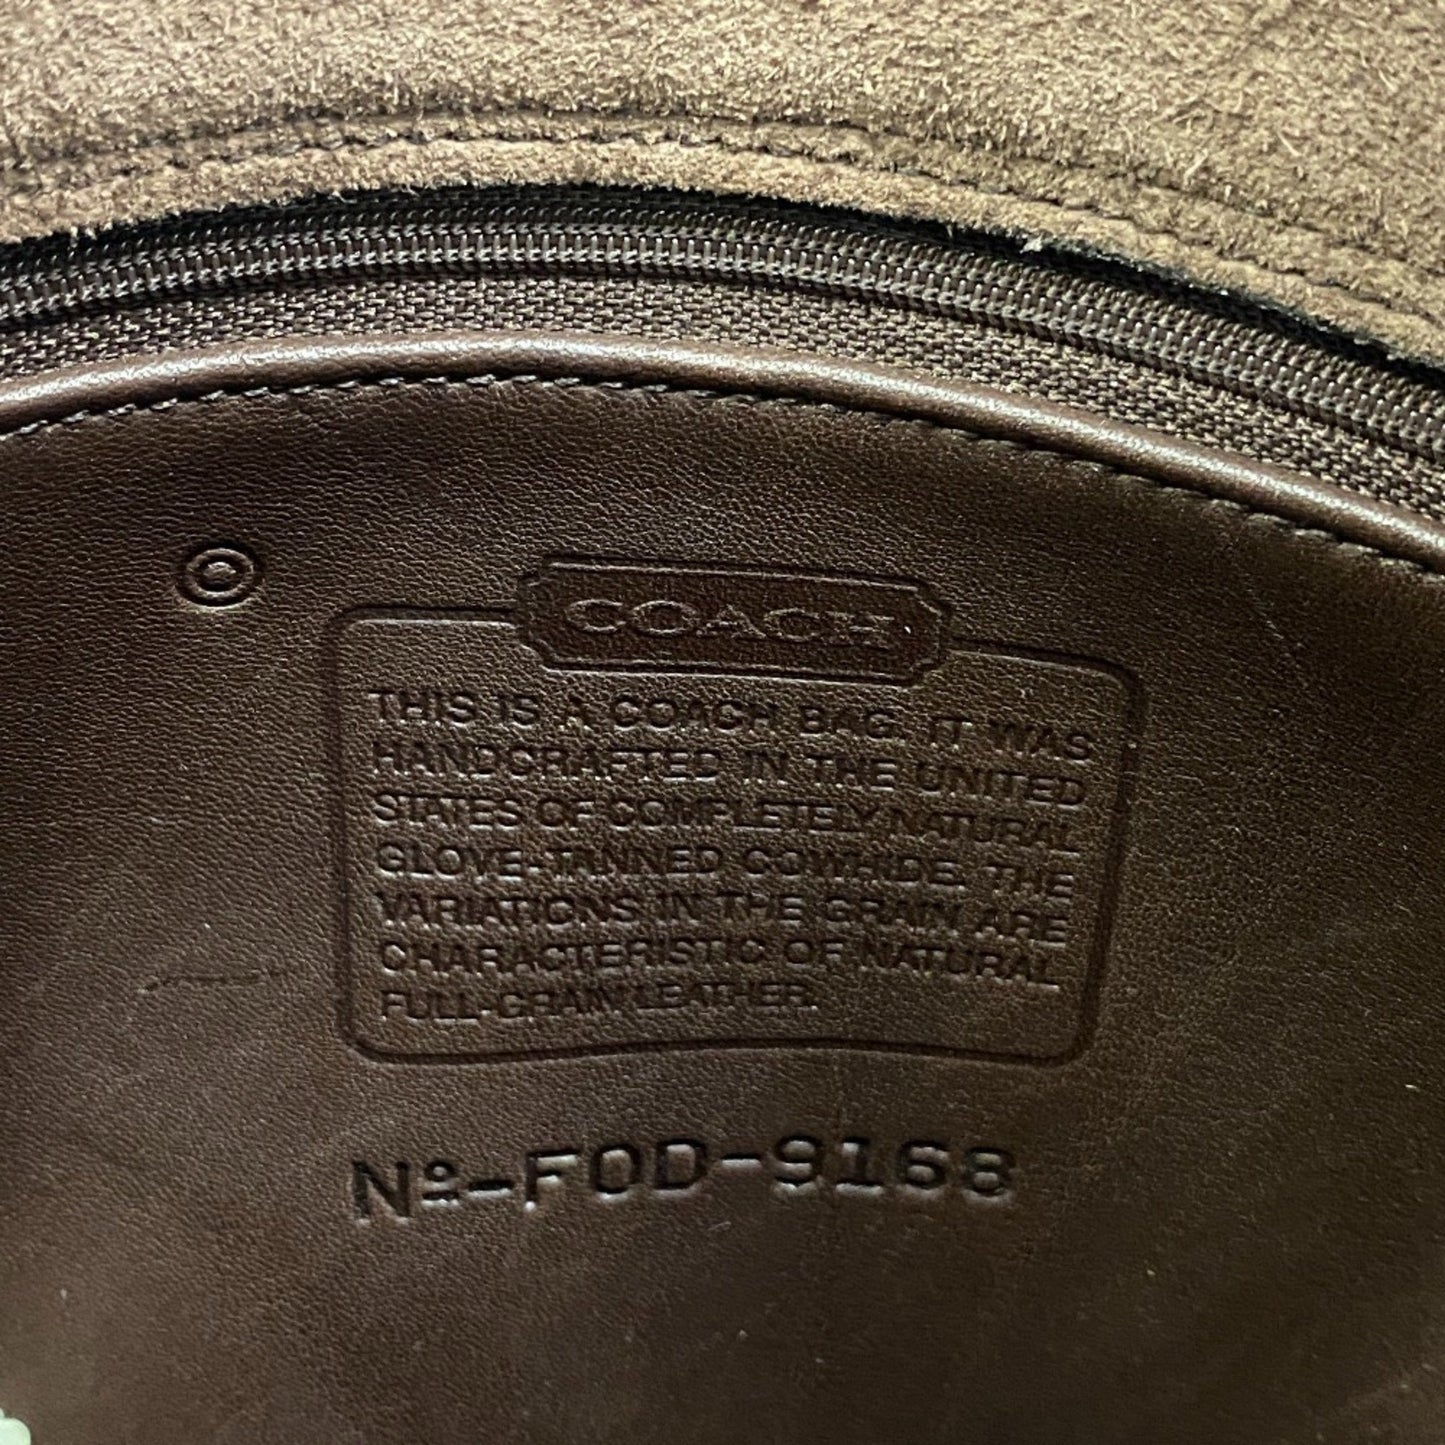 COACH
THIS IS A COACH BAG. IT WAS
HANDCRAFTED IN THE UNITED
STATES OF COMPLETELY NATURAL
GLOVE-TANNED COWHIDE. THE
VARIATIONS IN THE GRAIN ARE
CHARACTERISTIC OF NATURAL
FULL-GRAIN LEATHER.
Nº-FOD-9168